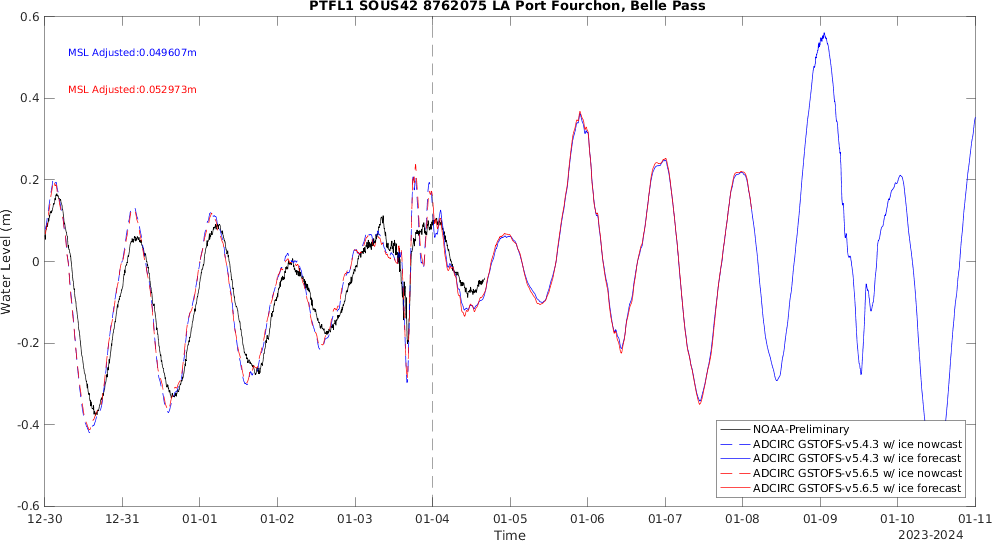 PTFL1 SOUS42 8762075 LA Port Fourchon, Belle Pass
MSL Adjusted:0.049607m
MSL Adjusted:0.052973m
Water Level (m)
0.6
0.4
0.2
0
-0.2
-0.4
-0.6
NOAA-Preliminary
ADCIRC GSTOFS-v5.4.3 w/ ice nowcast
ADCIRC GSTOFS-v5.4.3 w/ ice forecast
ADCIRC GSTOFS-v5.6.5 w/ ice nowcast
ADCIRC GSTOFS-v5.6.5 w/ ice forecast
12-30 12-31 01-01 01-02 01-03 01-04 01-05 01-06 01-07 01-08 01-09 01-10 01-11
Time
2023-2024